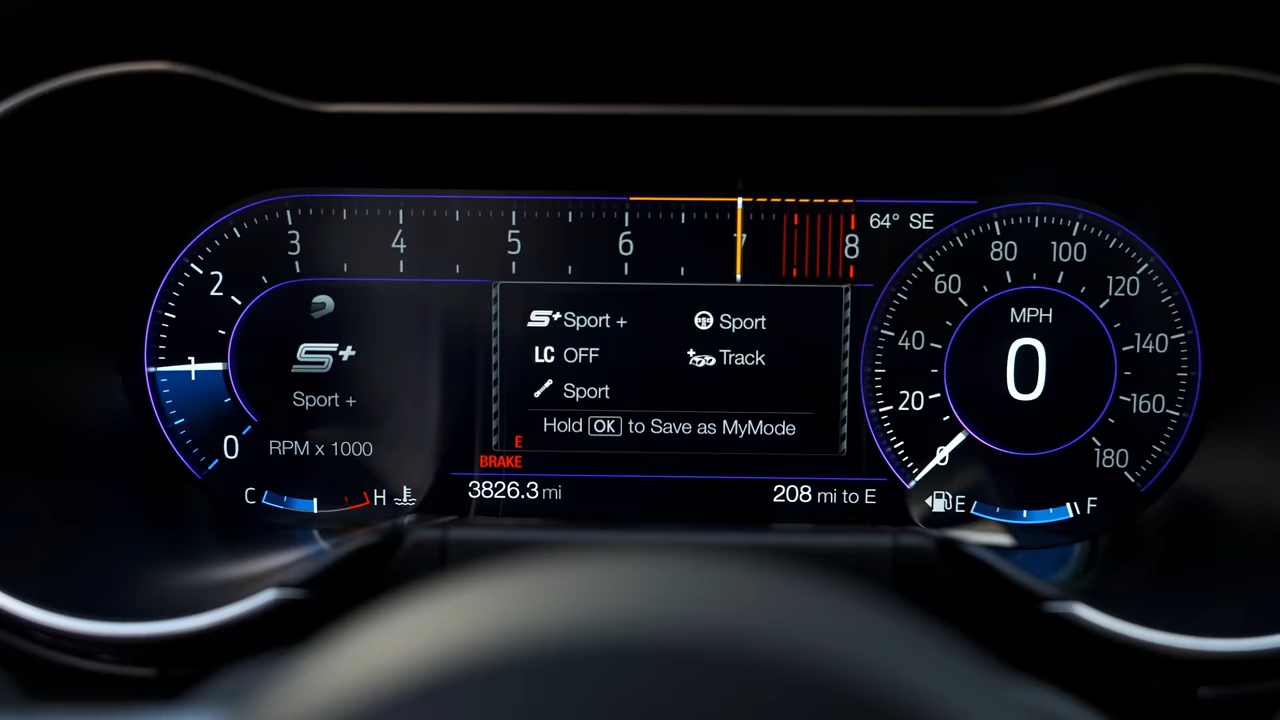 3 4 5 6 7 8
64° SE
2
1
0
S+
Sport +
RPM x 1000
C H
S+ Sport +
ESC Sport
LC OFF
Track
Sport
Hold OK to Save as MyMode
E
BRAKE
3826.3 mi
208 mi to E
0 20 40 60 80 100 120 140 160 180
MPH
0
E F